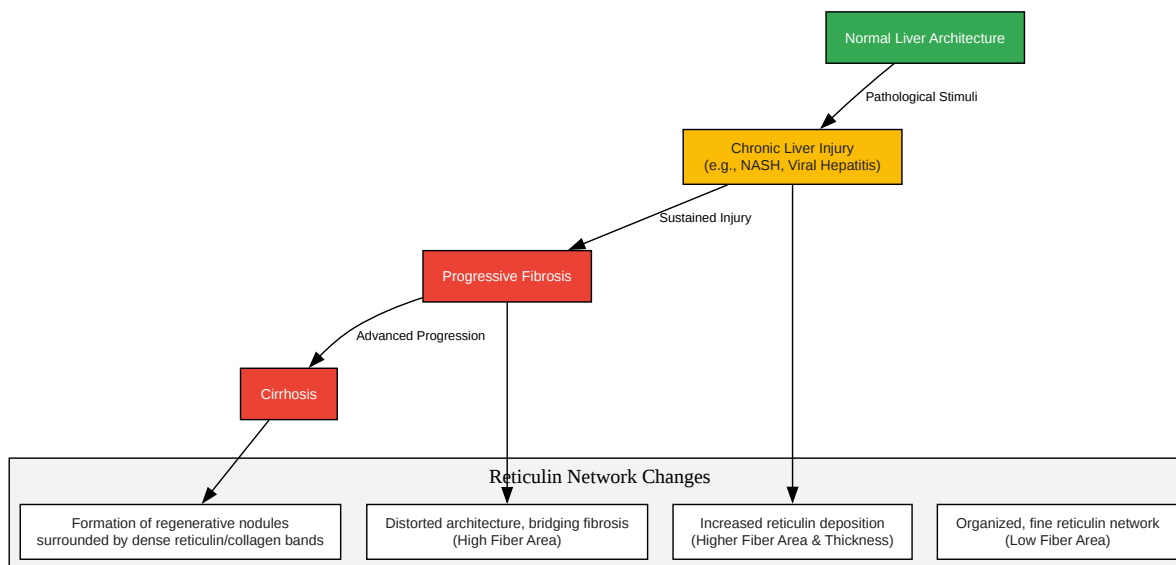 Normal Liver Architecture
Pathological Stimuli
Chronic Liver Injury
(e.g., NASH, Viral Hepatitis)
Sustained Injury
Progressive Fibrosis
Advanced Progression
Cirrhosis
Reticulin Network Changes
Formation of regenerative nodules
surrounded by dense reticulin/collagen bands
Distorted architecture, bridging fibrosis
(High Fiber Area)
Increased reticulin deposition
(Higher Fiber Area & Thickness)
Organized, fine reticulin network
(Low Fiber Area)